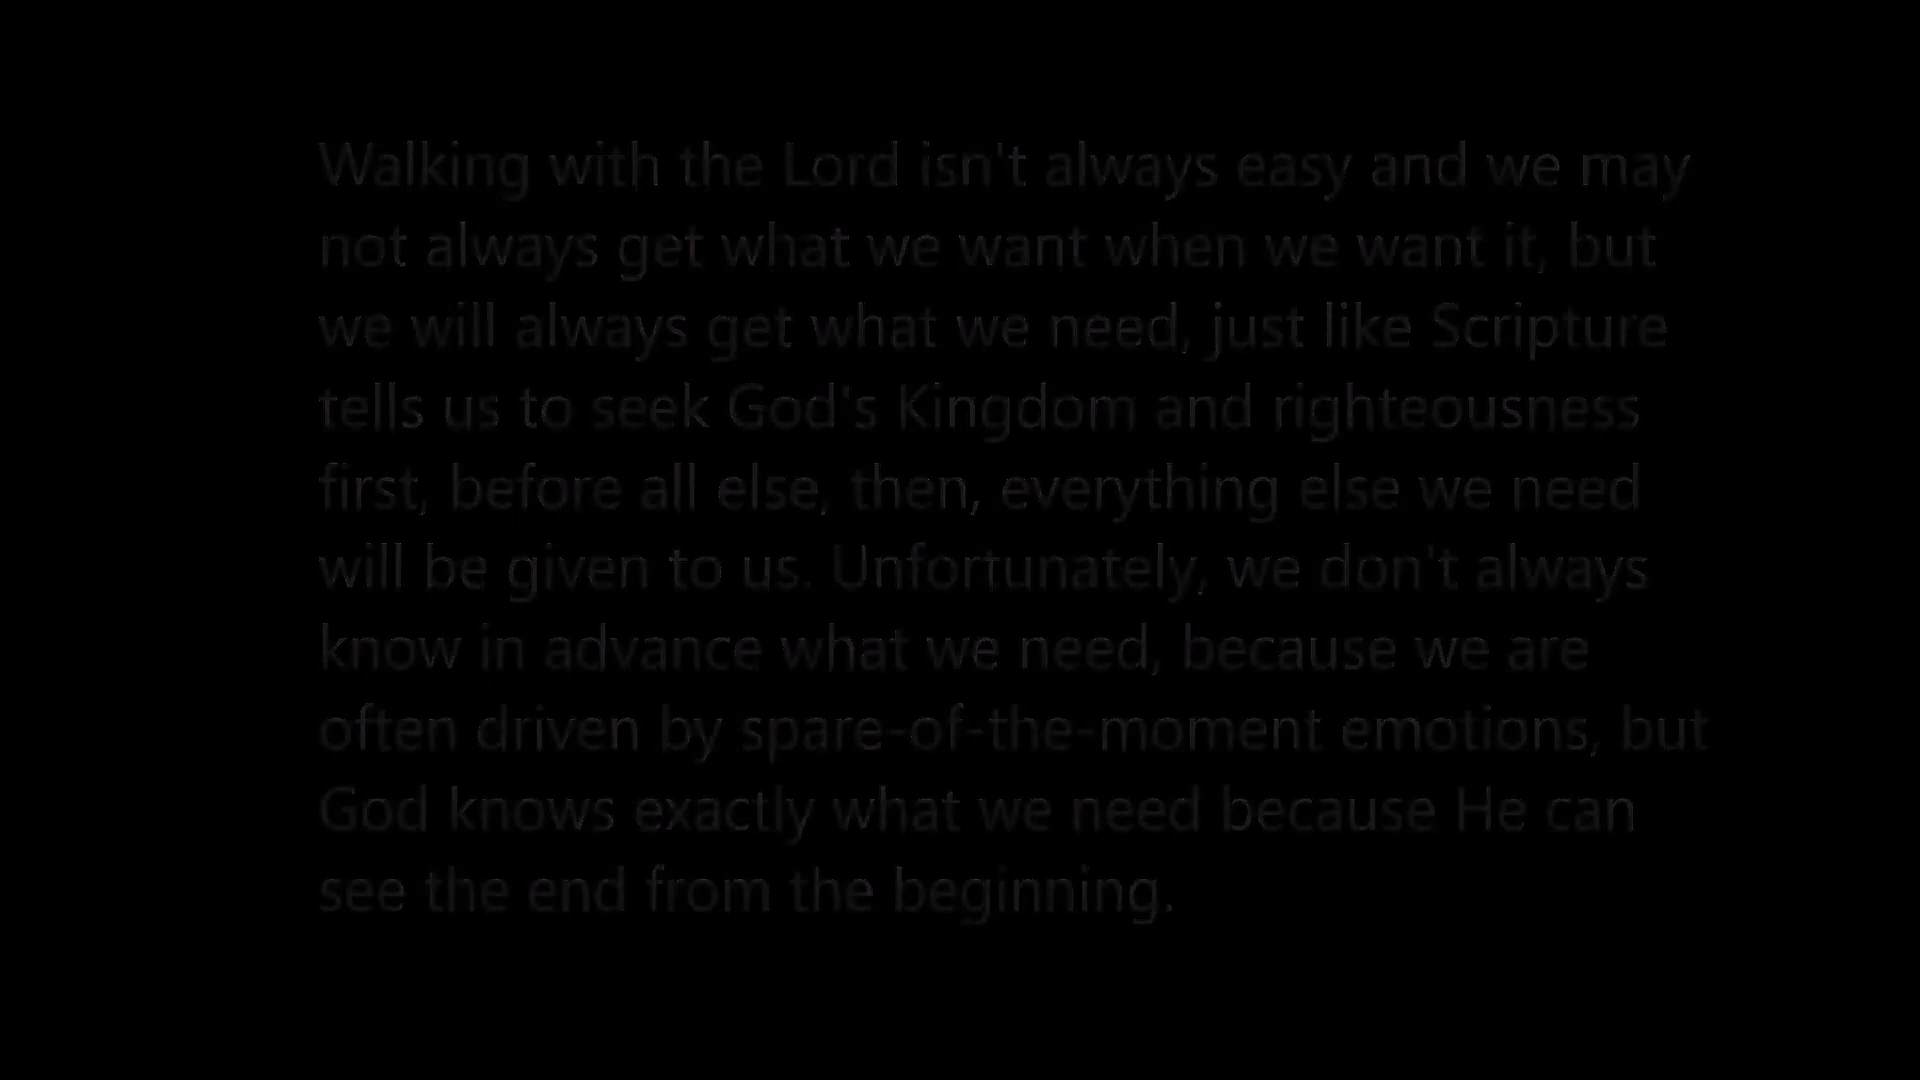 Walking with the Lord isn't always easy and we may
not always get what we want when we want it, but
we will always get what we need, just like Scripture
tells us to seek God's Kingdom and righteousness
first, before all else, then, everything else we need
will be given to us. Unfortunately, we don't always
know in advance what we need, because we are
often driven by spare-of-the-moment emotions, but
God knows exactly what we need because He can
see the end from the beginning.